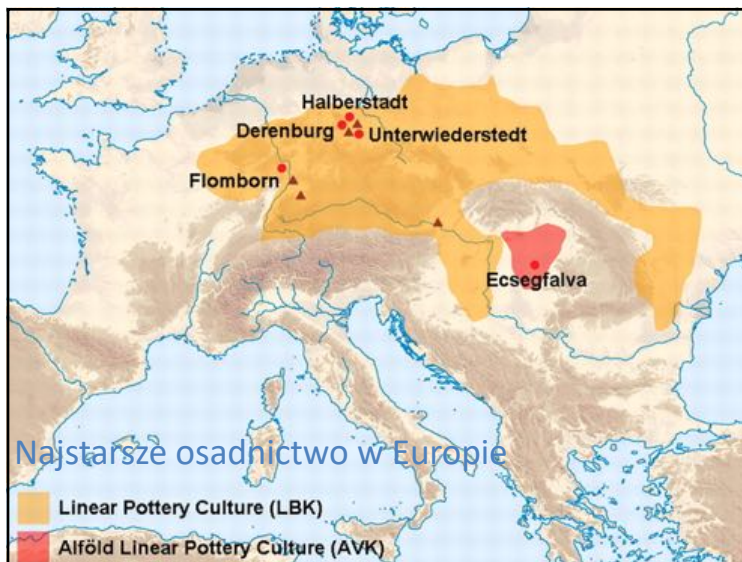 Halberstadt
Derenburg
Unterwiederstedt
Flomborn
Ecsegfalva
Najstarsze osadnictwo w Europie
Linear Pottery Culture (LBK)
Alföld Linear Pottery Culture (AVK)